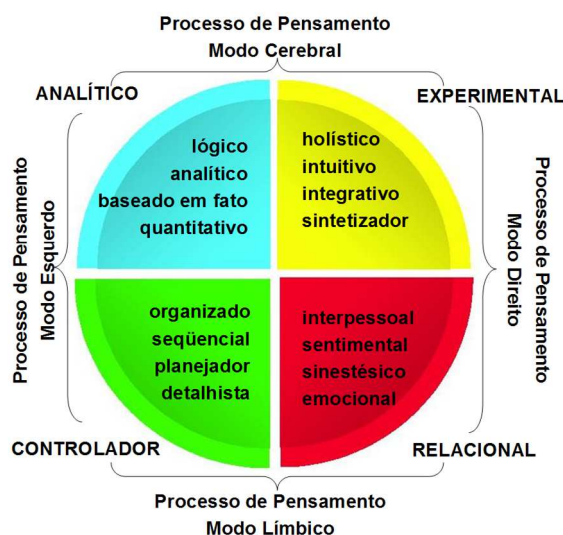 Processo de Pensamento
Modo Cerebral
ANALÍTICO
EXPERIMENTAL
lógico
analítico
baseado em fato
quantitativo
holístico
intuitivo
integrativo
sintetizador
Processo de Pensamento
Modo Esquerdo
Processo de Pensamento
Modo Direito
organizado
seqüencial
planejador
detalhista
interpessoal
sentimental
sinestésico
emocional
CONTROLADOR
RELACIONAL
Processo de Pensamento
Modo Límbico